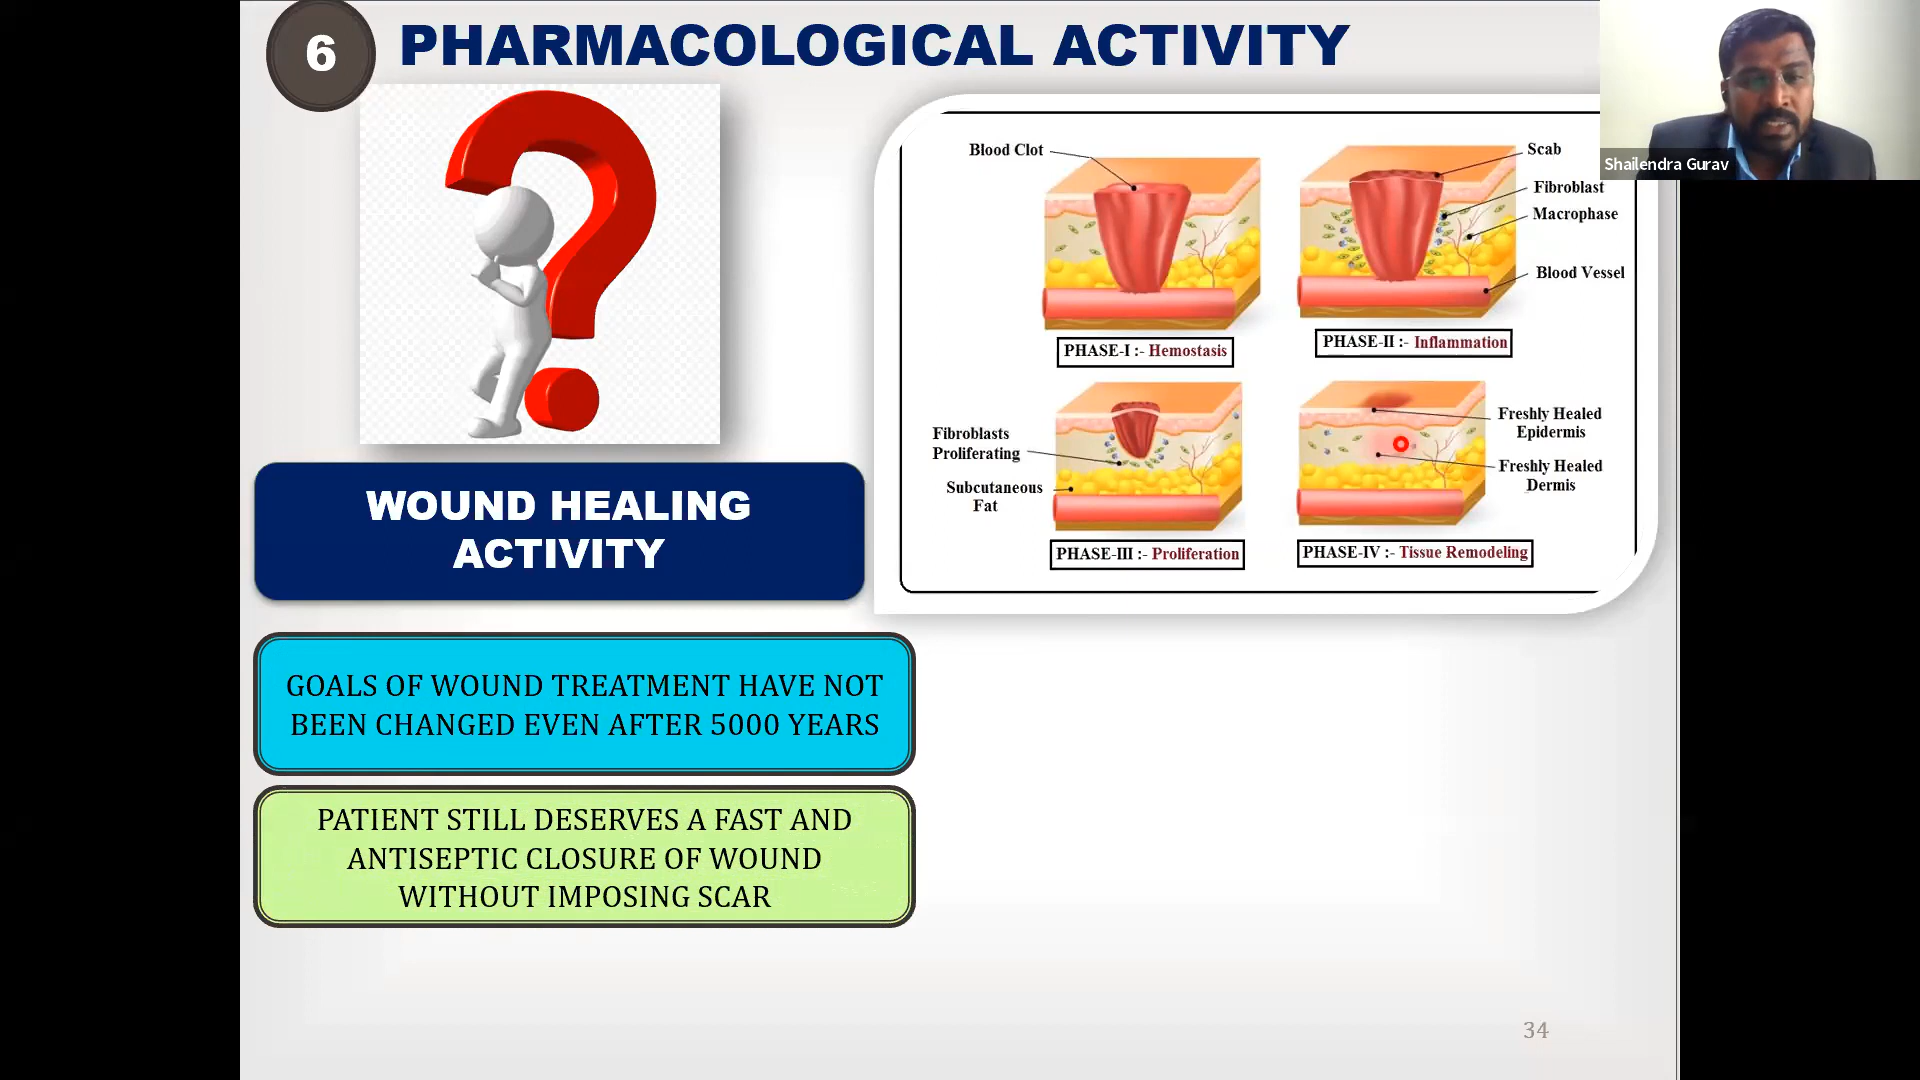 6
PHARMACOLOGICAL ACTIVITY
Shailendra Gurav
Blood Clot
Scab
Fibroblast
Macrophase
Blood Vessel
PHASE-I :- Hemostasis
PHASE-II :- Inflammation
Fibroblasts
Proliferating
Subcutaneous
Fat
Freshly Healed
Epidermis
Freshly Healed
Dermis
PHASE-III :- Proliferation
PHASE-IV :- Tissue Remodeling
WOUND HEALING
ACTIVITY
GOALS OF WOUND TREATMENT HAVE NOT
BEEN CHANGED EVEN AFTER 5000 YEARS
PATIENT STILL DESERVES A FAST AND
ANTISEPTIC CLOSURE OF WOUND
WITHOUT IMPOSING SCAR
34